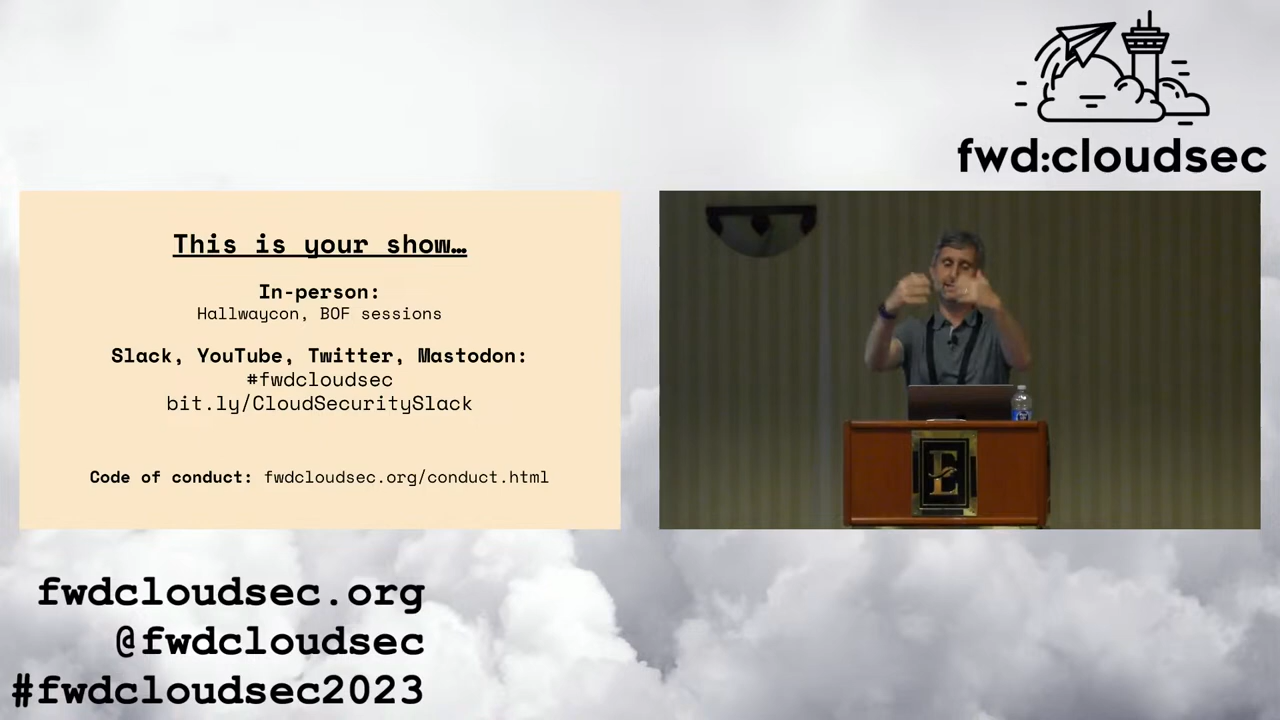 fwd:cloudsec
This is your show…
In-person:
Hallwaycon, BOF sessions
Slack, YouTube, Twitter, Mastodon:
#fwdcloudsec
bit.ly/CloudSecuritySlack
Code of conduct: fwdcloudsec.org/conduct.html
E
fwdcloudsec.org
@fwdcloudsec
#fwdcloudsec2023